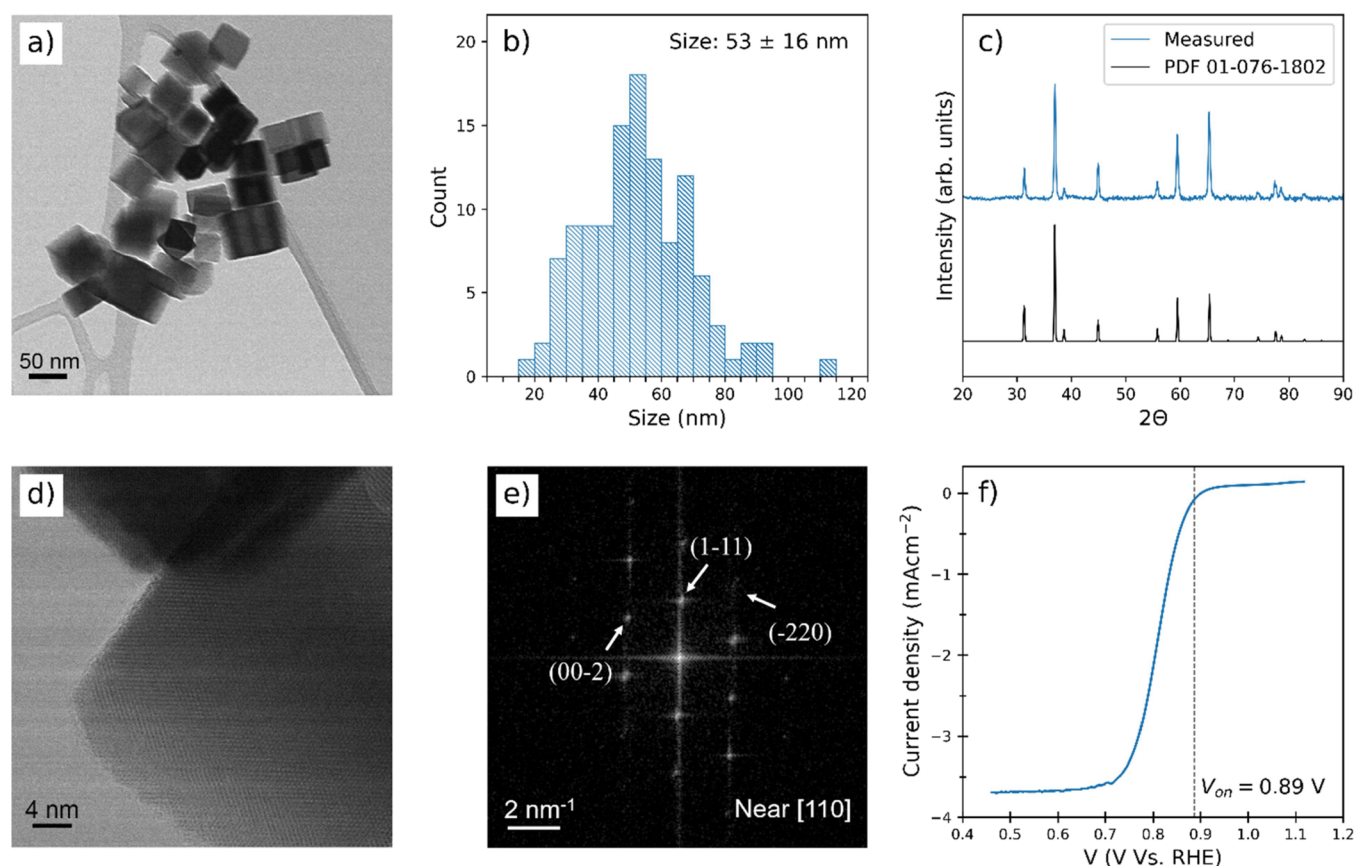 a)
50 nm
b)
Size: 53 ± 16 nm
Count
20
15
10
5
0
20 40 60 80 100 120
Size (nm)
c)
Measured
PDF 01-076-1802
Intensity (arb. units)
20 30 40 50 60 70 80 90
2Θ
d)
4 nm
e)
(1-11)
(-220)
(00-2)
2 nm⁻¹
Near [110]
f)
Current density (mAcm⁻²)
0
−1
−2
−3
−4
Vₒₙ = 0.89 V
0.4 0.5 0.6 0.7 0.8 0.9 1.0 1.1 1.2
V (V Vs. RHE)